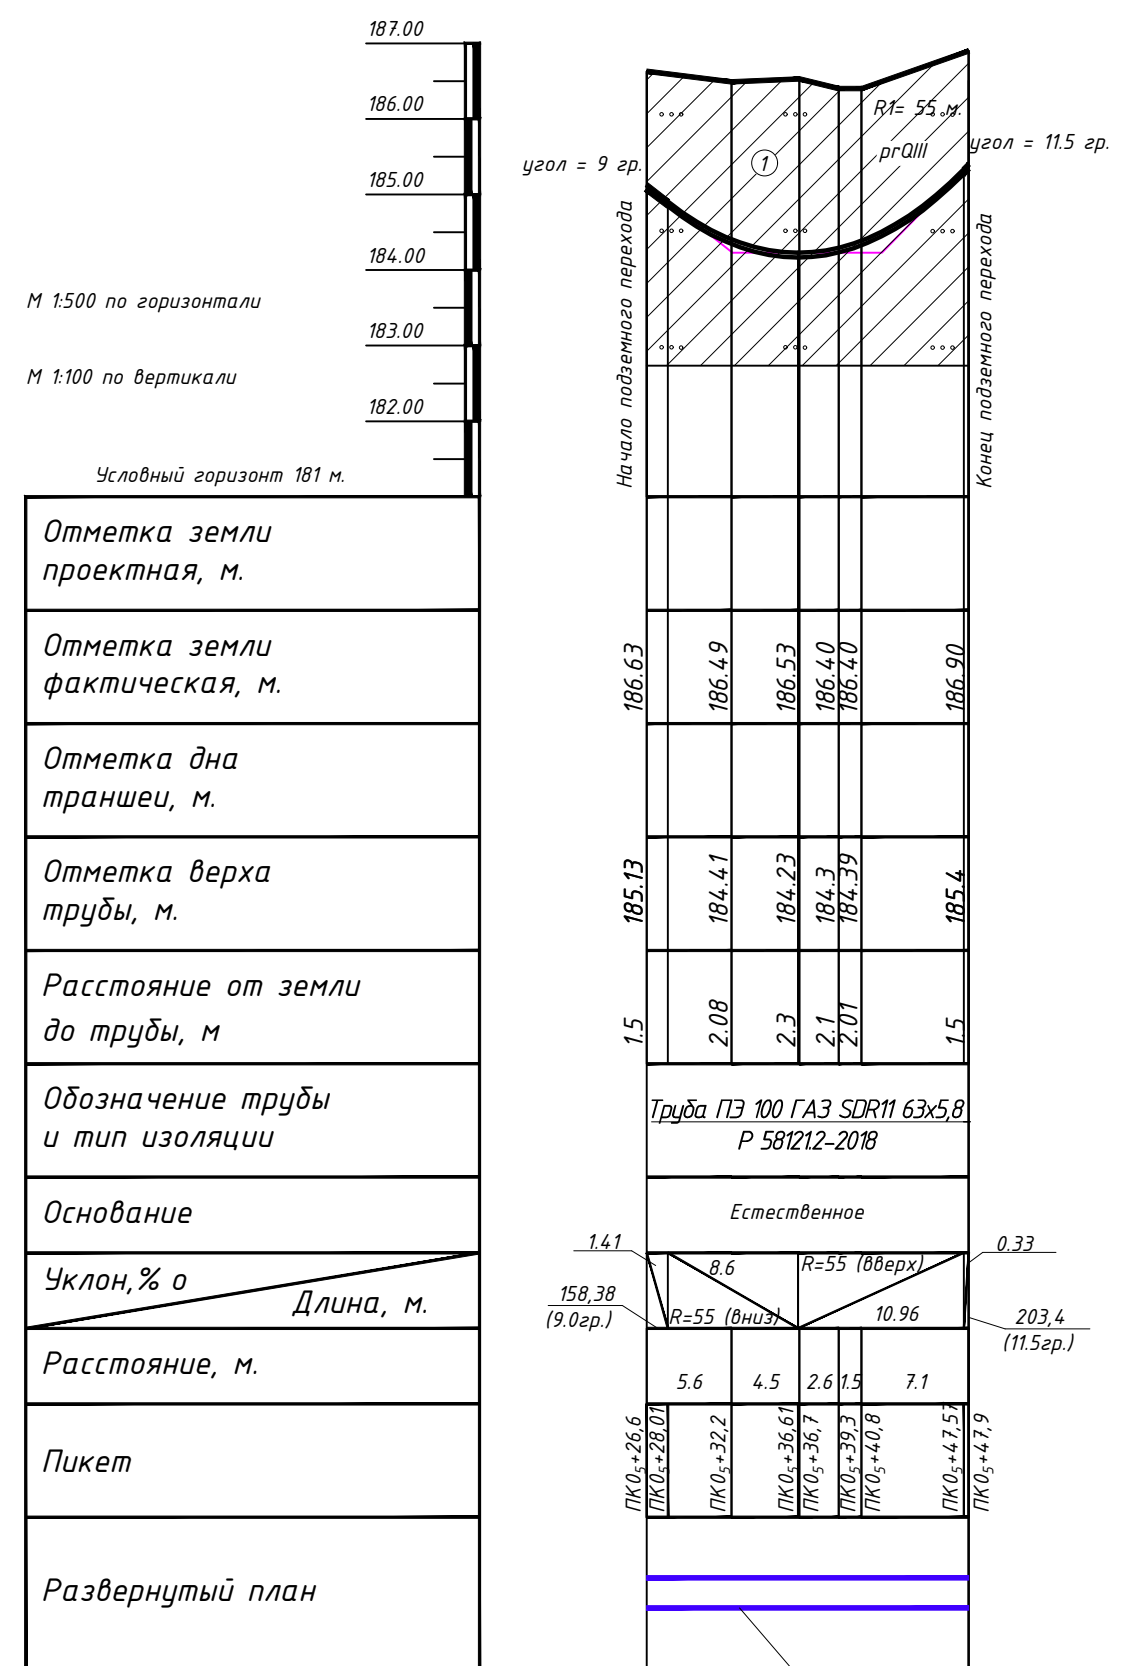 187.00
186.00
185.00
184.00
183.00
182.00
М 1:500 по горизонтали
М 1:100 по вертикали
Условный горизонт 181 м.
угол = 9 гр.
R1= 55 м.
prQIII
1
угол = 11.5 гр.
Начало подземного перехода
Конец подземного перехода
Отметка земли
проектная, м.
Отметка земли
фактическая, м.
186.63
186.49
186.53
186.40
186.40
186.90
Отметка дна
траншеи, м.
Отметка верха
трубы, м.
185.13
184.41
184.23
184.3
184.39
185.4
Расстояние от земли
до трубы, м
1.5
2.08
2.3
2.1
2.01
1.5
Обозначение трубы
и тип изоляции
Труба ПЭ 100 ГАЗ SDR11 63х5,8
Р 58121.2-2018
Основание
Естественное
Уклон,% о
Длина, м.
1.41
158,38
(9.0гр.)
8.6
R=55 (вниз)
R=55 (вверх)
10.96
0.33
203,4
(11.5гр.)
Расстояние, м.
5.6
4.5
2.6
1.5
7.1
Пикет
ПК0₅+26,6
ПК0₅+28,01
ПК0₅+32,2
ПК0₅+36,61
ПК0₅+36,7
ПК0₅+39,3
ПК0₅+40,8
ПК0₅+47,57
ПК0₅+47,9
Развернутый план